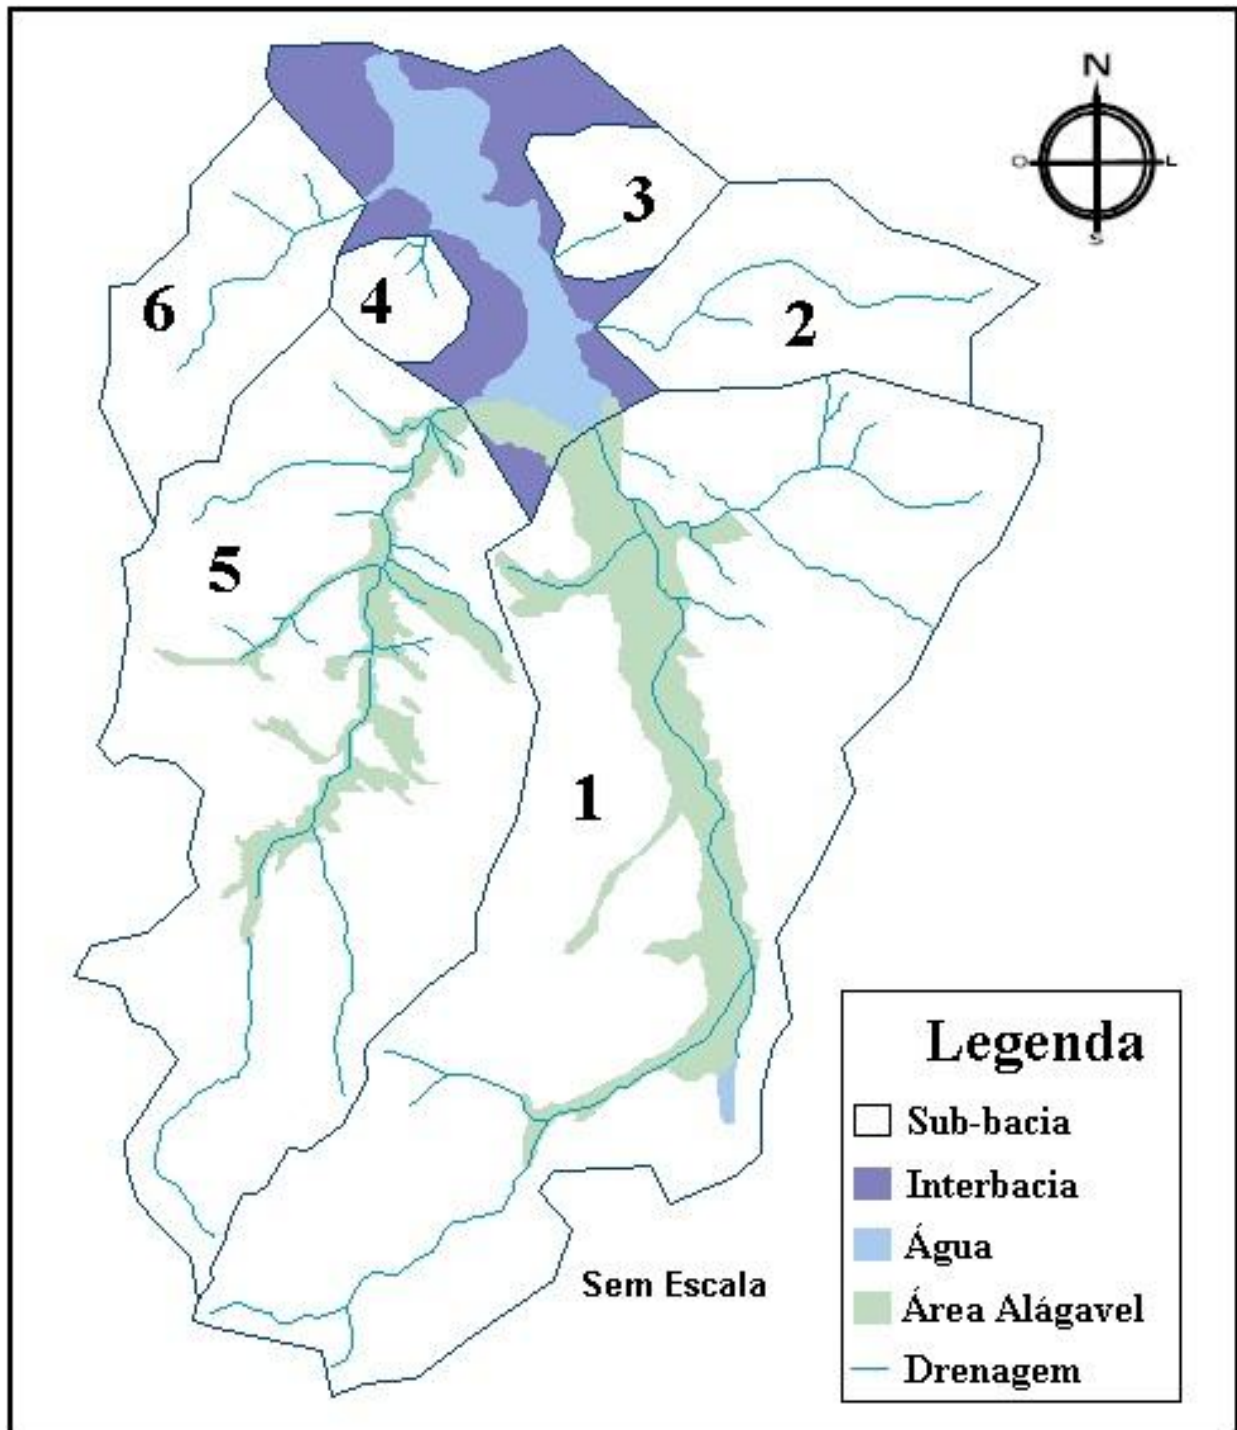 N
O
L
S
3
6
4
2
5
1
Legenda
Sub-bacia
Interbacia
Água
Sem Escala
Área Alágavel
Drenagem